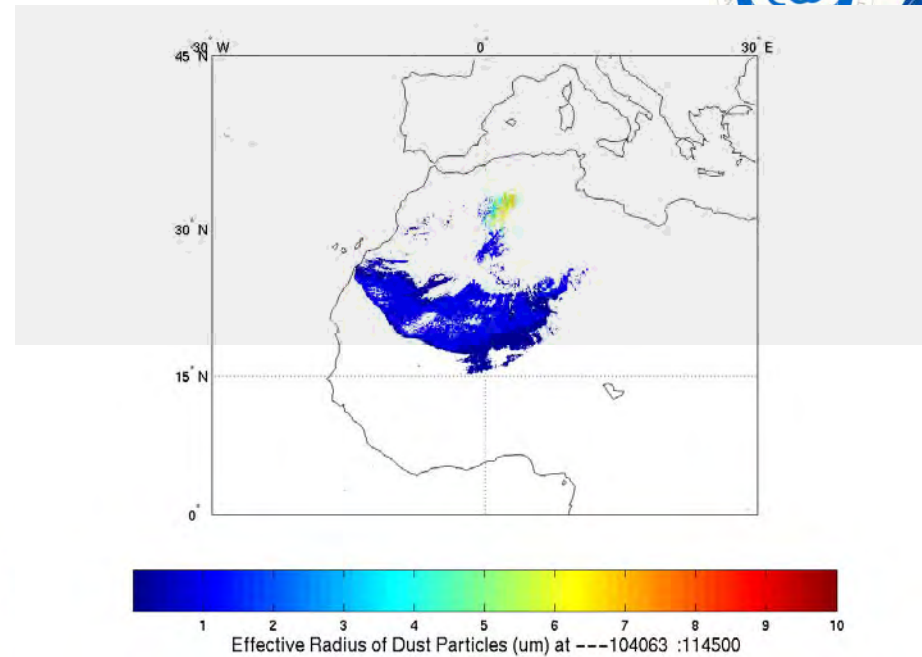 30° W 0° 30° E
45° N
30° N
15° N
0°
1 2 3 4 5 6 7 8 9 10
Effective Radius of Dust Particles (um) at ---104063 :114500